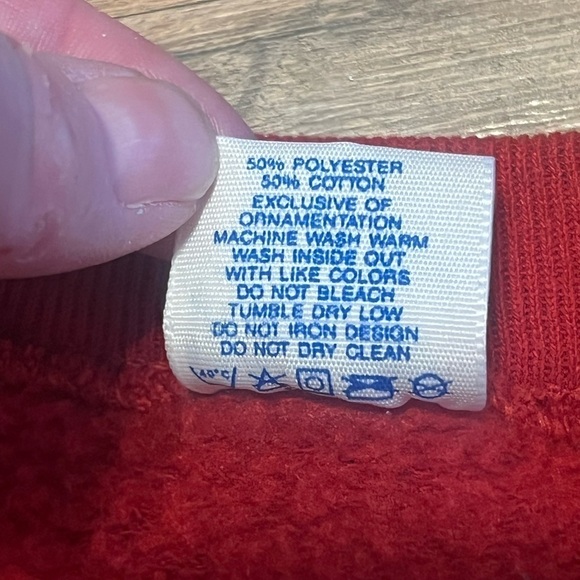 50% POLYESTER
50% COTTON
EXCLUSIVE OF
ORNAMENTATION
MACHINE WASH WARM
WASH INSIDE OUT
WITH LIKE COLORS
DO NOT BLEACH
TUMBLE DRY LOW
DO NOT IRON DESIGN
DO NOT DRY CLEAN
40°C